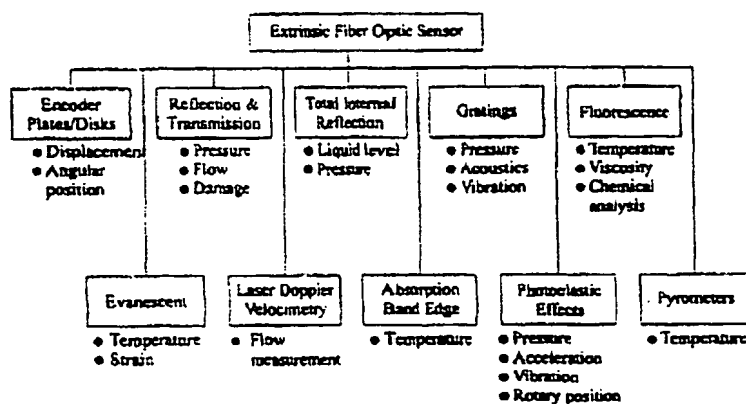 Extrinsic Fiber Optic Sensor
Encoder
Plates/Disks
● Displacement
● Angular
position
Reflection &
Transmission
● Pressure
● Flow
● Damage
Total Internal
Reflection
● Liquid level
● Pressure
Gratings
● Pressure
● Acoustics
● Vibration
Fluorescence
● Temperature
● Viscosity
● Chemical
analysis
Evanescent
● Temperature
● Strain
Laser Doppler
Velocimetry
● Flow
measurement
Absorption
Band Edge
● Temperature
Photoelastic
Effects
● Pressure
● Acceleration
● Vibration
● Rotary position
Pyrometers
● Temperature